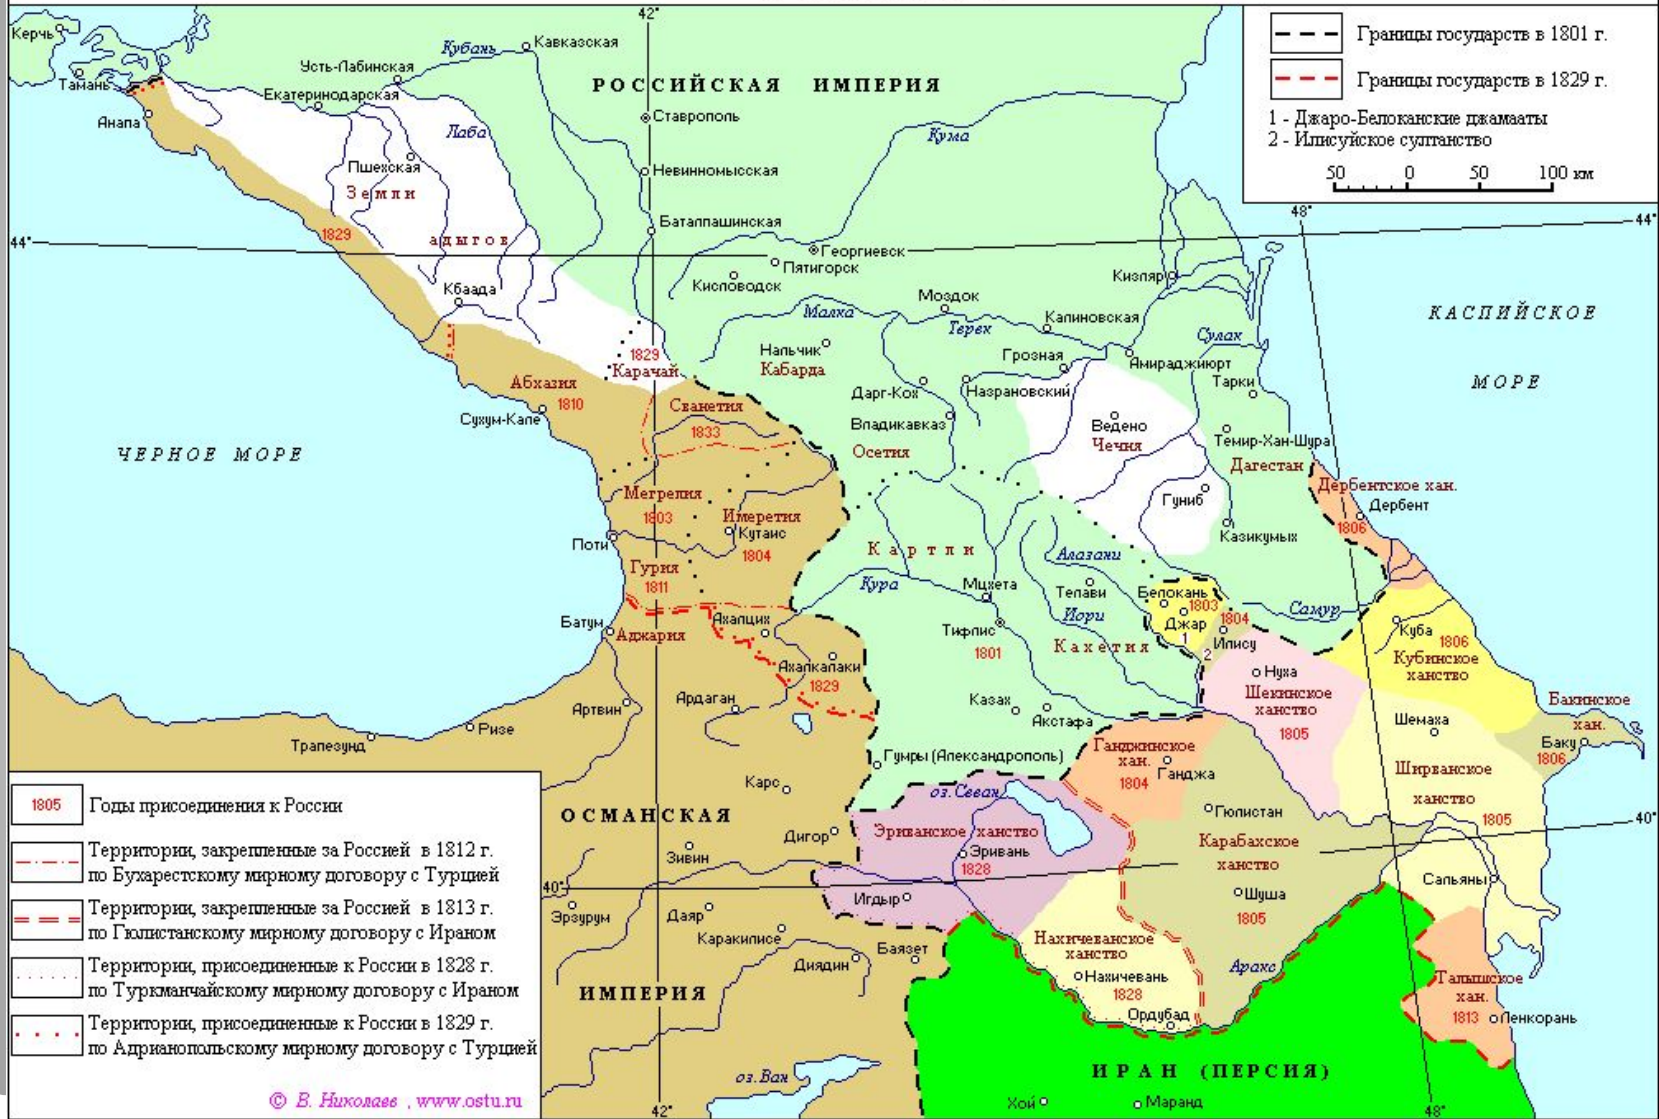 42°
Керчь
Кубань
Кавказская
Границы государств в 1801 г.
Усть-Лабинская
РОССИЙСКАЯ ИМПЕРИЯ
Границы государств в 1829 г.
Тамань
Екатеринодарская
Анапа
Лаба
Ставрополь
Кума
1 - Джаро-Белоканские джамааты
2 - Илисуйское султанство
Пшехская
Невинномысская
50 0 50 100 км
Земли
48°
44°
Баталпашинская
1829
адыгов
44°
Георгиевск
Пятигорск
Кисловодск
Кизляр
Кбаада
Моздок
Малка
Терек
Калиновская
КАСПИЙСКОЕ
МОРЕ
Сулак
1829
Карачай
Нальчик
Кабарда
Грозная
Амираджиюрт
Тарки
Абхазия
1810
Сухум-Кале
Сванетия
1833
Дарг-Кох
Назрановский
Владикавказ
Ведено
Чечня
Темир-Хан-Шура
Дагестан
ЧЕРНОЕ МОРЕ
Осетия
Мегрелия
1803
Имеретия
Кутаис
1804
Гуниб
Дербентское хан.
Дербент
1806
Казикумых
Поти
Картли
Алазани
Гурия
1811
Кура
Мцхета
Телави
Белокань
1803
Джар
1
1804
Самур
Иори
Батум
Аджария
Ахалцих
Тифлис
1801
Кахетия
2
Илису
Куба
1806
Кубинское
ханство
Ахалкалаки
1829
Нуха
Шекинское
ханство
1805
Ардаган
Артвин
Казах
Акстафа
Бакинское
хан.
Баку
1806
Шемаха
Трапезунд
Ризе
Гумры (Александрополь)
Ганджинское
хан.
Ганджа
1804
Ширванское
ханство
1805
Карс
оз. Севан
ОСМАНСКАЯ
Дигор
Эриванское ханство
Эривань
1828
Гюлистан
Карабахское
ханство
40°
Зивин
40°
Шуша
1805
Сальяны
Игдыр
Эрзурум
Даяр
Каракилисе
Баязет
Диядин
Нахичеванское
ханство
Нахичевань
1828
Ордубад
Аракс
ИМПЕРИЯ
Талышское
хан.
1813
Ленкорань
ИРАН (ПЕРСИЯ)
оз. Ван
Хой
Маранд
42°
48°
1805 Годы присоединения к России
Территории, закрепленные за Россией в 1812 г.
по Бухарестскому мирному договору с Турцией
Территории, закрепленные за Россией в 1813 г.
по Гюлистанскому мирному договору с Ираном
Территории, присоединенные к России в 1828 г.
по Туркманчайскому мирному договору с Ираном
Территории, присоединенные к России в 1829 г.
по Адрианопольскому мирному договору с Турцией
© В. Николаев , www.ostu.ru